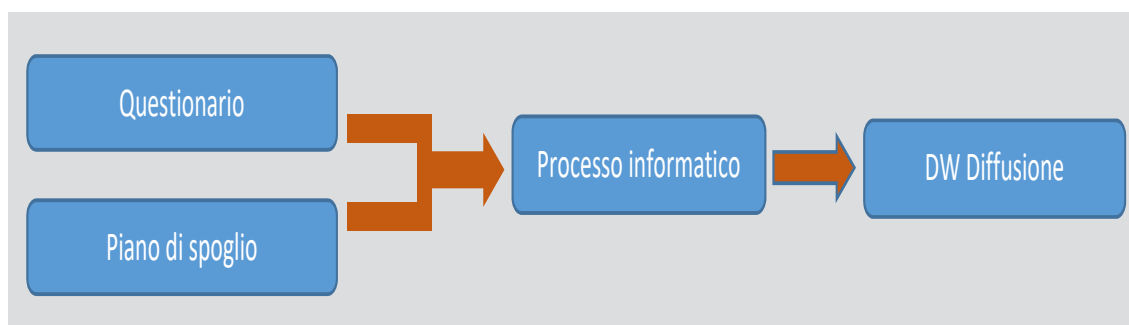 Questionario
Piano di spoglio
Processo informatico
DW Diffusione